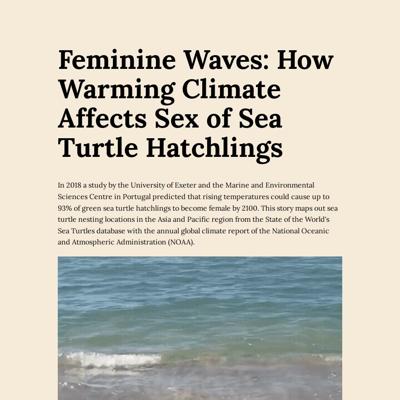 Feminine Waves: How
Warming Climate
Affects Sex of Sea
Turtle Hatchlings
In 2018 a study by the University of Exeter and the Marine and Environmental
Sciences Centre in Portugal predicted that rising temperatures could cause up to
93% of green sea turtle hatchlings to become female by 2100. This story maps out sea
turtle nesting locations in the Asia and Pacific region from the State of the World's
Sea Turtles database with the annual global climate report of the National Oceanic
and Atmospheric Administration (NOAA).